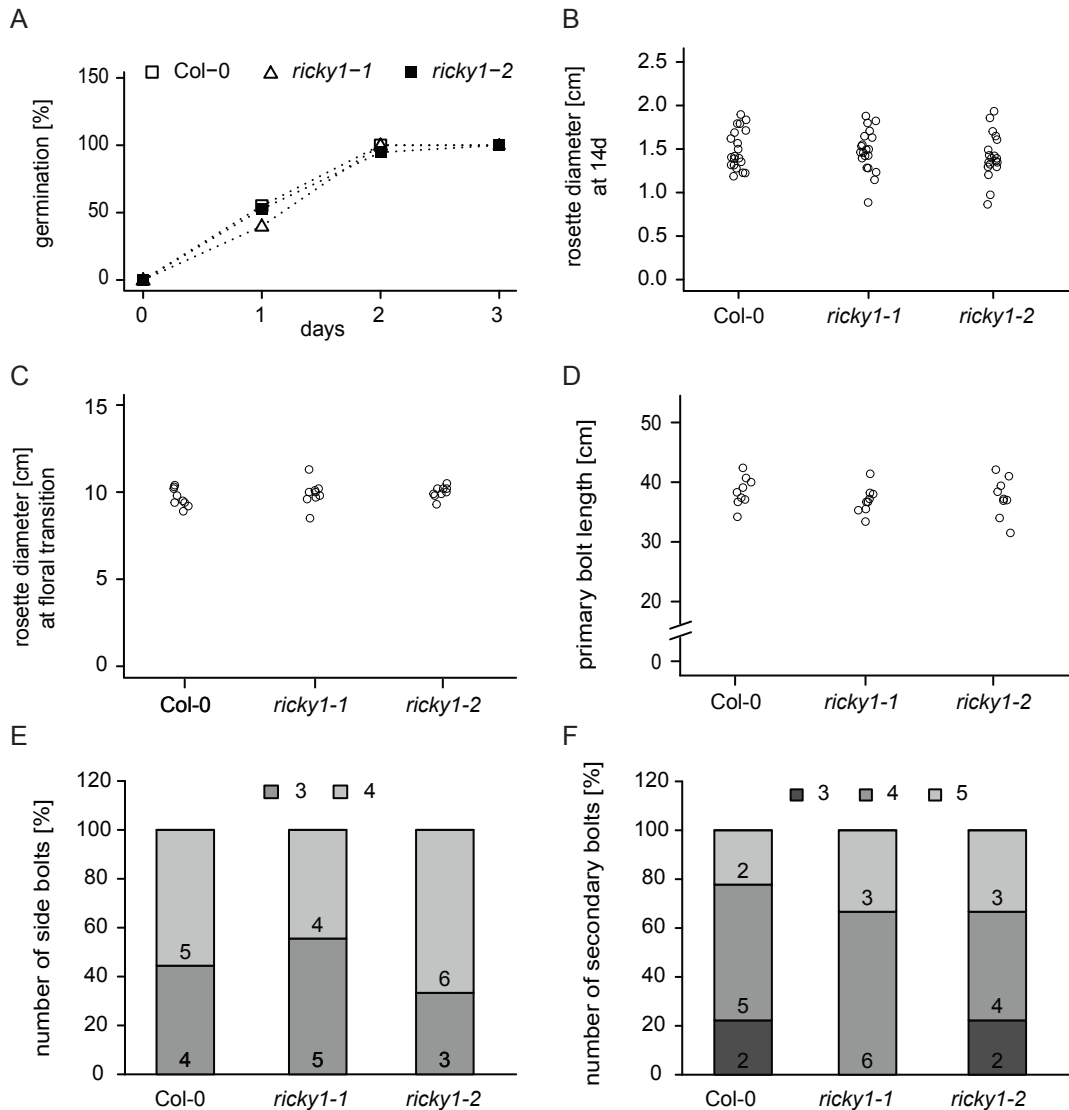 A
Col−0 ricky1−1 ricky1−2
germination [%]
150
100
50
0
0 1 2 3
days
B
rosette diameter [cm]
at 14d
2.5
2.0
1.5
1.0
0.5
0.0
Col-0 ricky1-1 ricky1-2
C
rosette diameter [cm]
at floral transition
15
10
5
0
Col-0 ricky1-1 ricky1-2
D
primary bolt length [cm]
50
40
30
20
0
Col-0 ricky1-1 ricky1-2
E
number of side bolts [%]
3 4
120
100
80
60
40
20
0
5 4 6
4 5 3
Col-0 ricky1-1 ricky1-2
F
number of secondary bolts [%]
3 4 5
120
100
80
60
40
20
0
2 3 3
5 6 4
2 2
Col-0 ricky1-1 ricky1-2